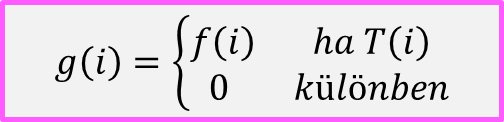 g(i) = { f(i) ha T(i)
0 különben